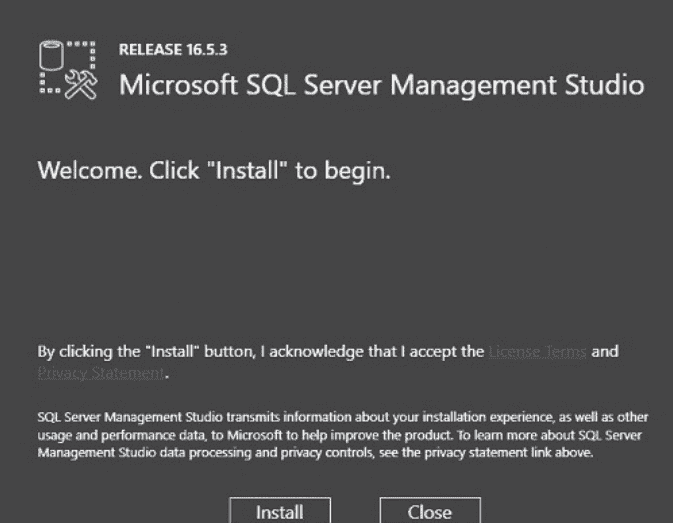 RELEASE 16.5.3
Microsoft SQL Server Management Studio
Welcome. Click "Install" to begin.
By clicking the "Install" button, I acknowledge that I accept the License Terms and
Privacy Statement.
SQL Server Management Studio transmits information about your installation experience, as well as other
usage and performance data, to Microsoft to help improve the product. To learn more about SQL Server
Management Studio data processing and privacy controls, see the privacy statement link above.
Install Close